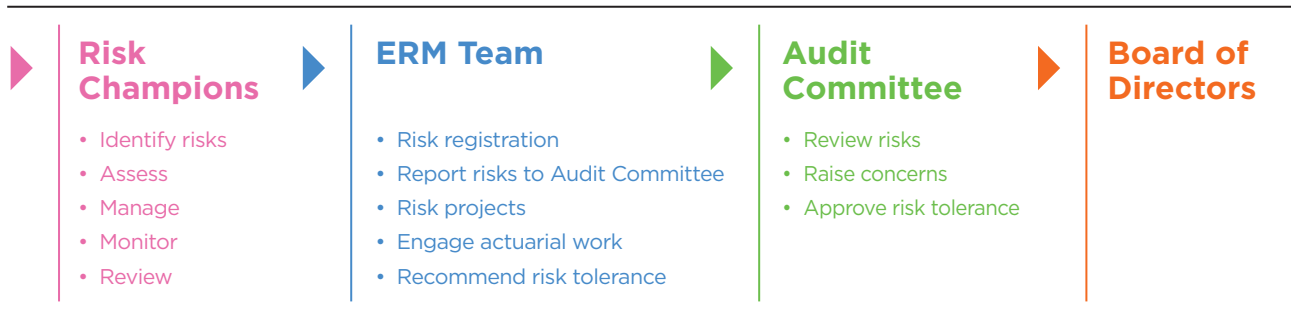 Risk
Champions
• Identify risks
• Assess
• Manage
• Monitor
• Review
ERM Team
• Risk registration
• Report risks to Audit Committee
• Risk projects
• Engage actuarial work
• Recommend risk tolerance
Audit
Committee
• Review risks
• Raise concerns
• Approve risk tolerance
Board of
Directors